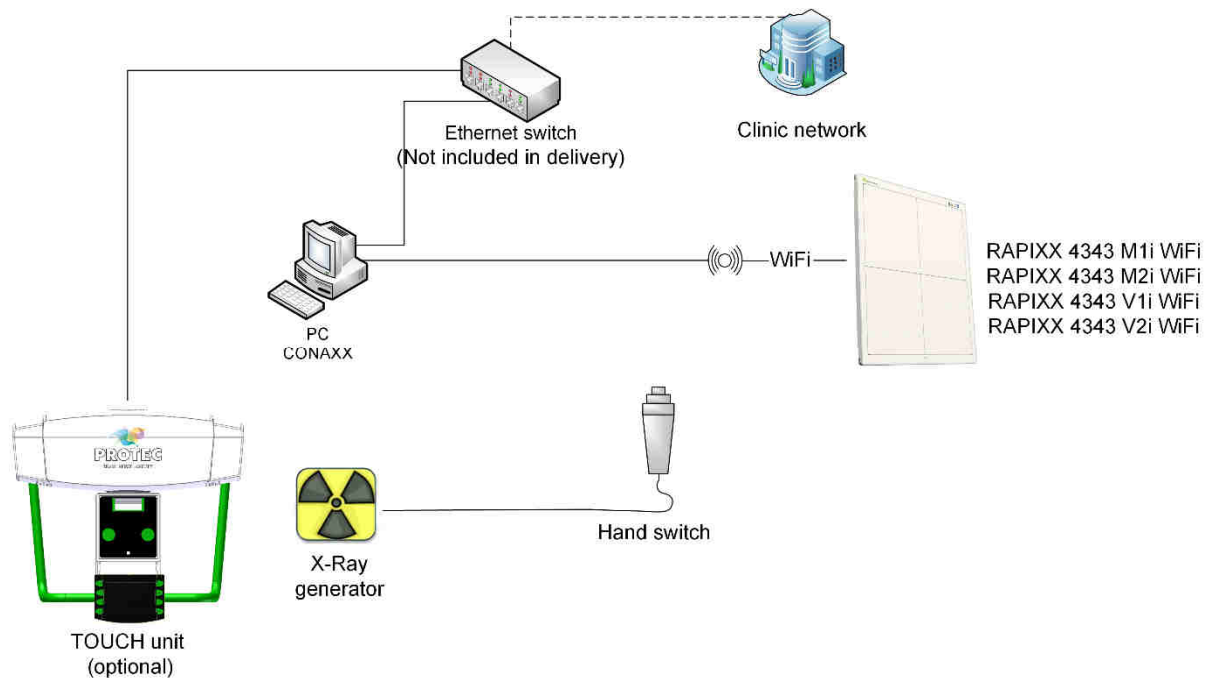 Ethernet switch
(Not included in delivery)
Clinic network
WiFi
RAPIXX 4343 M1i WiFi
RAPIXX 4343 M2i WiFi
RAPIXX 4343 V1i WiFi
RAPIXX 4343 V2i WiFi
PC
CONAXX
PROTEC
Hand switch
X-Ray
generator
TOUCH unit
(optional)